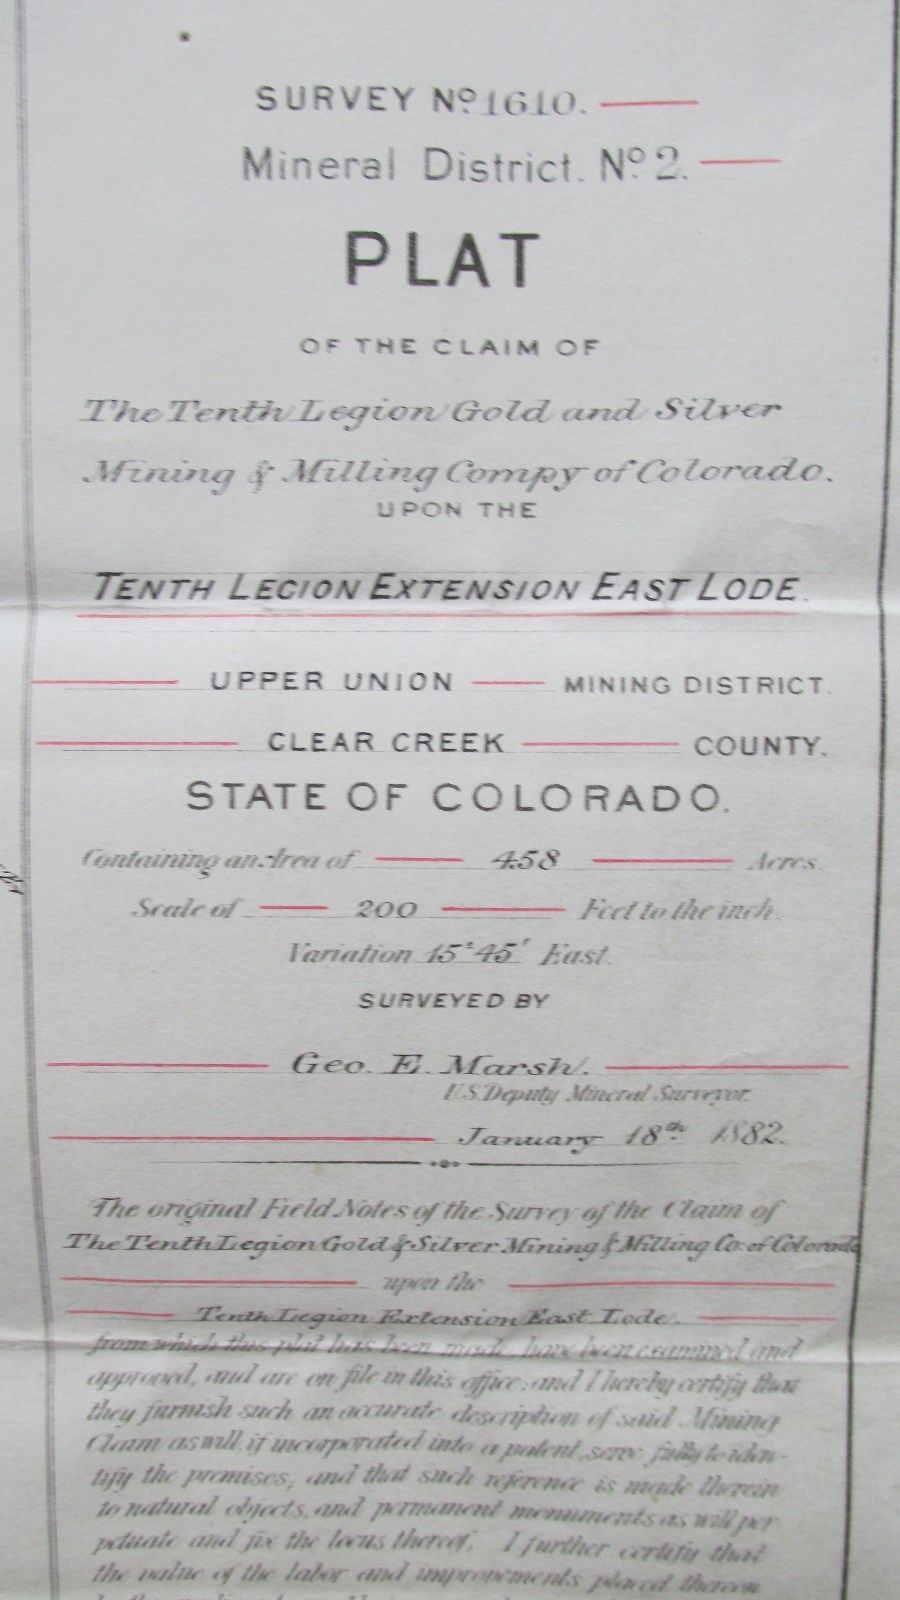 SURVEY No. 1610.
Mineral District. No. 2.
PLAT
OF THE CLAIM OF
The Tenth Legion Gold and Silver
Mining & Milling Compy of Colorado.
UPON THE
TENTH LEGION EXTENSION EAST LODE.
UPPER UNION MINING DISTRICT.
CLEAR CREEK COUNTY.
STATE OF COLORADO.
Containing an Area of 4.58 Acres.
Scale of 200 Feet to the inch.
Variation 15° 45' East.
SURVEYED BY
Geo. E. Marsh.
U.S. Deputy Mineral Surveyor.
January 18th 1882.
The original Field Notes of the Survey of the Claim of
The Tenth Legion Gold & Silver Mining & Milling Co. of Colorado
upon the
Tenth Legion Extension East Lode.
from which this plat has been made, have been examined and
approved, and are on file in this office; and I hereby certify that
they furnish such an accurate description of said Mining
Claim as will, if incorporated into a patent, serve fully to iden-
tify the premises, and that such reference is made therein
to natural objects, and permanent monuments as will per
petuate and fix the locus thereof. I further certify that
the value of the labor and improvements placed thereon